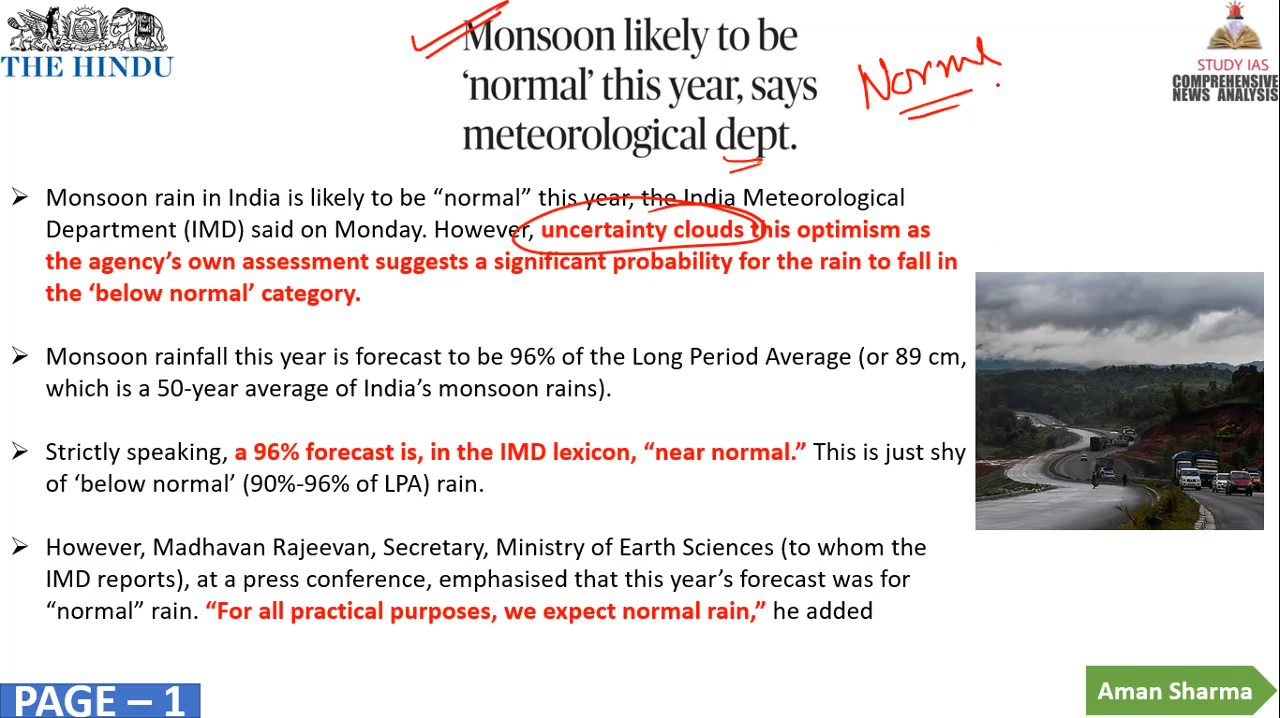 THE HINDU
Monsoon likely to be
‘normal’ this year, says
meteorological dept.
Normal
STUDY IAS
COMPREHENSIVE
NEWS ANALYSIS
➢ Monsoon rain in India is likely to be “normal” this year, the India Meteorological
Department (IMD) said on Monday. However, uncertainty clouds this optimism as
the agency’s own assessment suggests a significant probability for the rain to fall in
the ‘below normal’ category.
➢ Monsoon rainfall this year is forecast to be 96% of the Long Period Average (or 89 cm,
which is a 50-year average of India’s monsoon rains).
➢ Strictly speaking, a 96% forecast is, in the IMD lexicon, “near normal.” This is just shy
of ‘below normal’ (90%-96% of LPA) rain.
➢ However, Madhavan Rajeevan, Secretary, Ministry of Earth Sciences (to whom the
IMD reports), at a press conference, emphasised that this year’s forecast was for
“normal” rain. “For all practical purposes, we expect normal rain,” he added
PAGE – 1
Aman Sharma